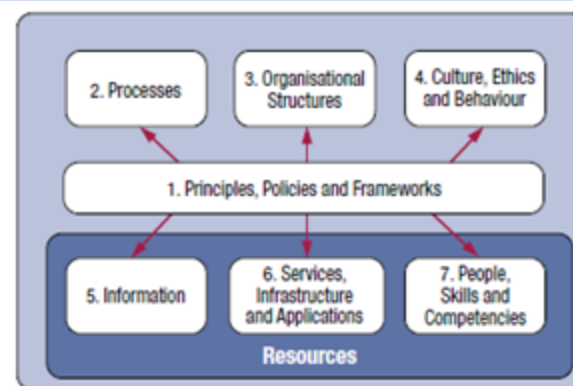 2. Processes
3. Organisational
Structures
4. Culture, Ethics
and Behaviour
1. Principles, Policies and Frameworks
5. Information
6. Services,
Infrastructure
and Applications
7. People,
Skills and
Competencies
Resources